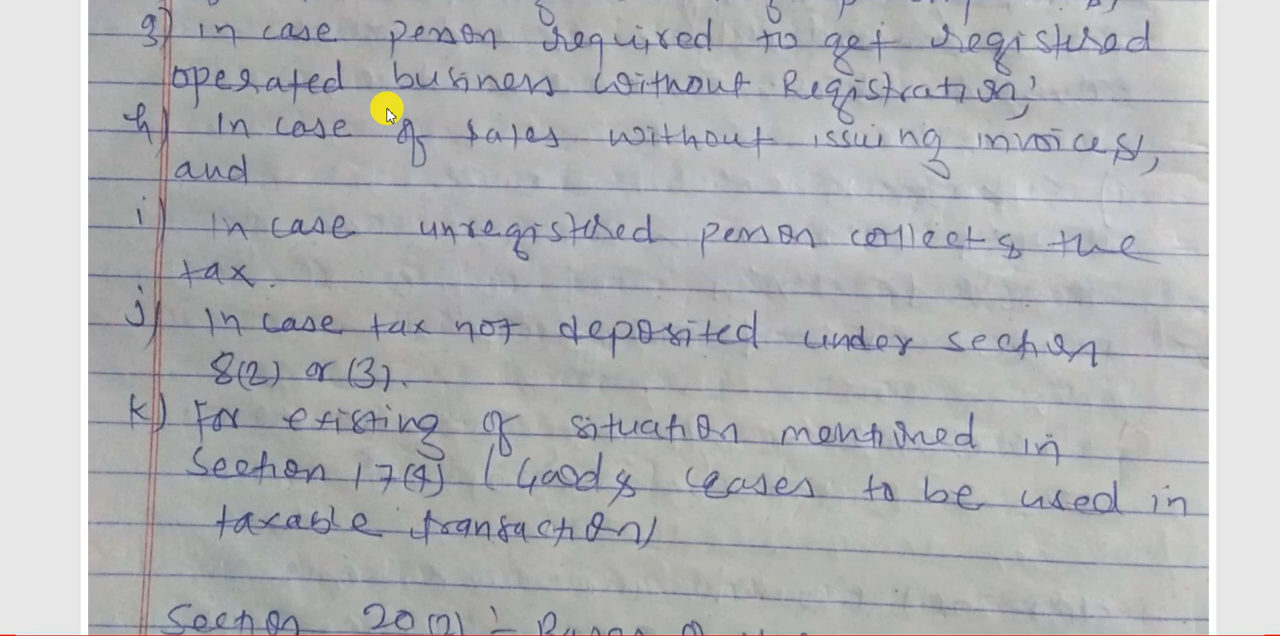 g) in case person required to get registered
operated business without Registration,
h) In case of sales without issuing invoices,
and
i) In case unregistered person collects the
tax.
j) In case tax not deposited under section
8(2) or (3).
k) For existing of situation mentioned in
Section 17(4) (Goods ceases to be used in
taxable transaction)
Section 20(2) :-